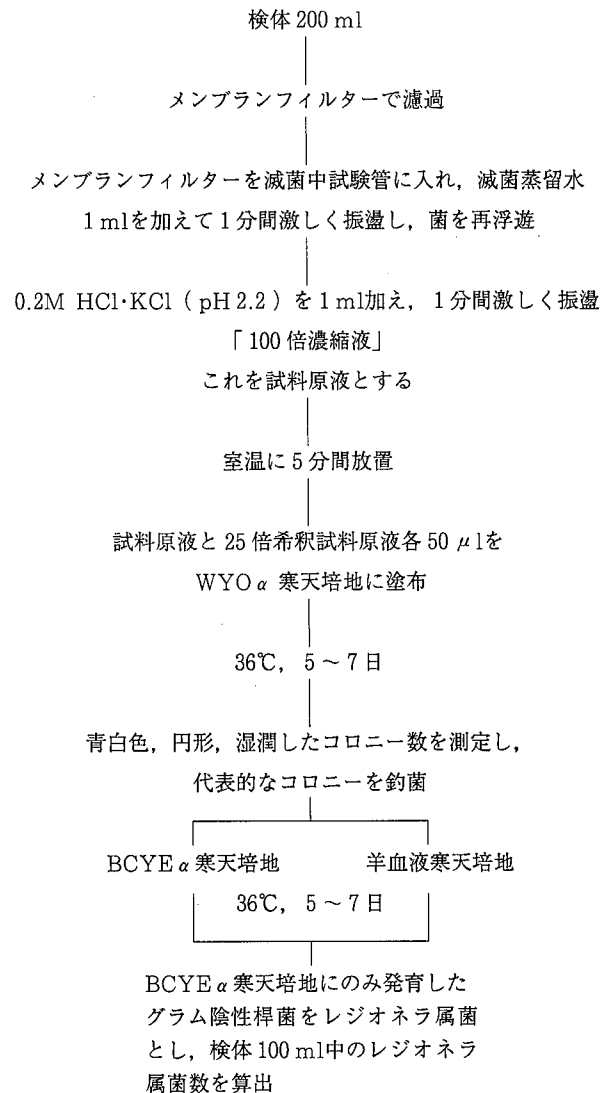 検体 200 ml
メンブランフィルターで濾過
メンブランフィルターを滅菌中試験管に入れ，滅菌蒸留水
1 mlを加えて1分間激しく振盪し，菌を再浮遊
0.2M HCl·KCl（pH 2.2）を1 ml加え，1分間激しく振盪
「100倍濃縮液」
これを試料原液とする
室温に5分間放置
試料原液と25倍希釈試料原液各50 μlを
WYOα 寒天培地に塗布
36℃，5～7日
青白色，円形，湿潤したコロニー数を測定し，
代表的なコロニーを釣菌
BCYEα寒天培地 羊血液寒天培地
36℃，5～7日
BCYEα寒天培地にのみ発育した
グラム陰性桿菌をレジオネラ属菌
とし，検体100 ml中のレジオネラ
属菌数を算出